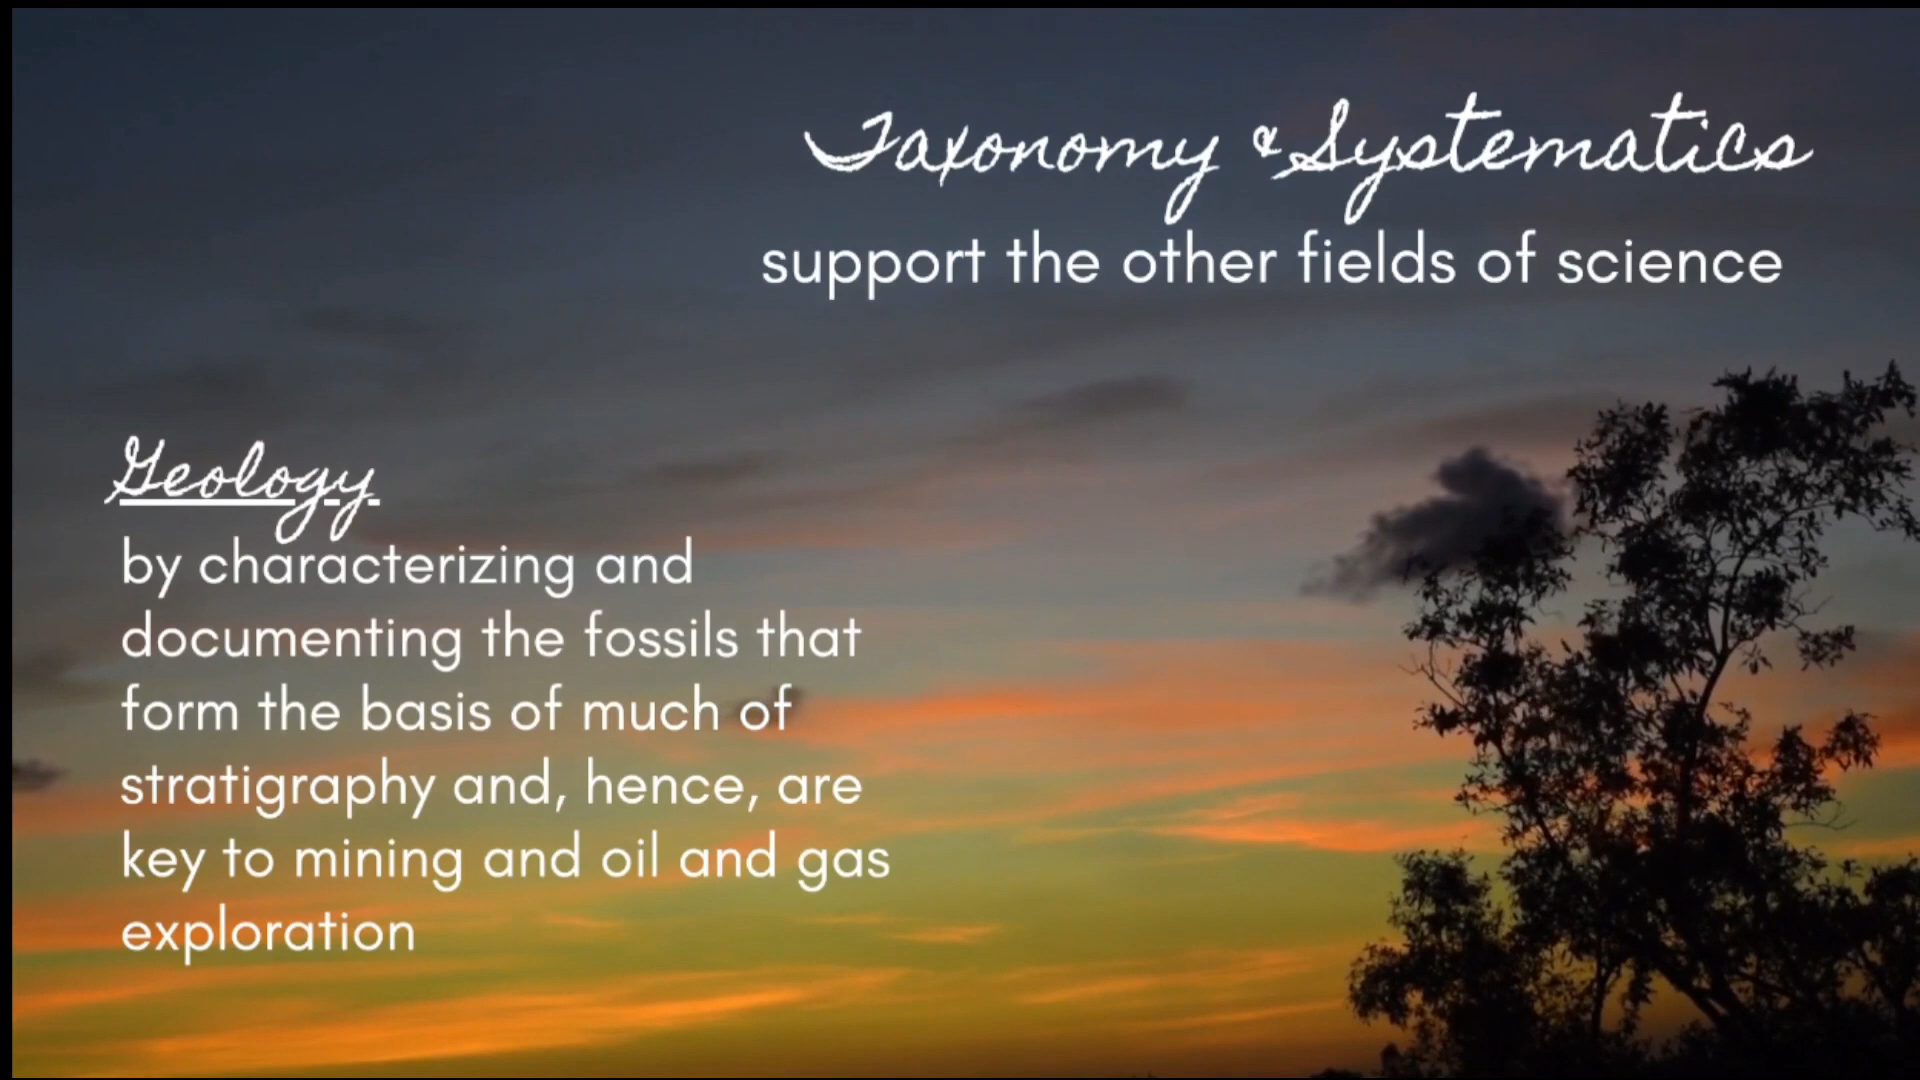 Taxonomy & Systematics
support the other fields of science
Geology
by characterizing and
documenting the fossils that
form the basis of much of
stratigraphy and, hence, are
key to mining and oil and gas
exploration